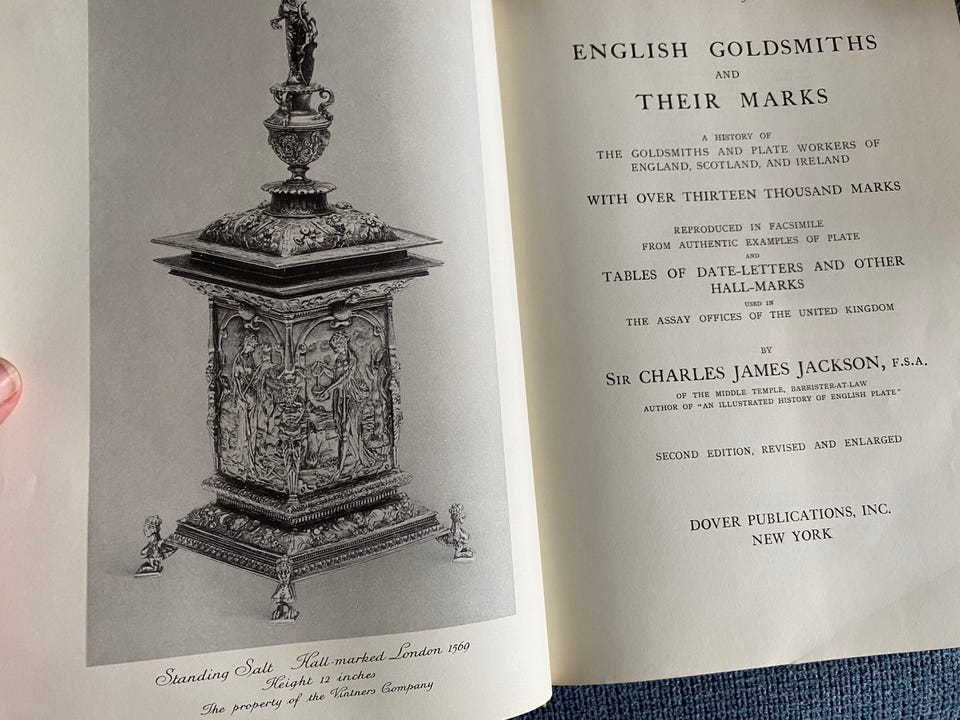 Standing Salt Hall-marked London 1569
Height 12 inches
The property of the Vintners Company
ENGLISH GOLDSMITHS
AND
THEIR MARKS
A HISTORY OF
THE GOLDSMITHS AND PLATE WORKERS OF
ENGLAND, SCOTLAND, AND IRELAND
WITH OVER THIRTEEN THOUSAND MARKS
REPRODUCED IN FACSIMILE
FROM AUTHENTIC EXAMPLES OF PLATE
AND
TABLES OF DATE-LETTERS AND OTHER
HALL-MARKS
USED IN
THE ASSAY OFFICES OF THE UNITED KINGDOM
BY
SIR CHARLES JAMES JACKSON, F.S.A.
OF THE MIDDLE TEMPLE, BARRISTER-AT-LAW
AUTHOR OF "AN ILLUSTRATED HISTORY OF ENGLISH PLATE"
SECOND EDITION, REVISED AND ENLARGED
DOVER PUBLICATIONS, INC.
NEW YORK